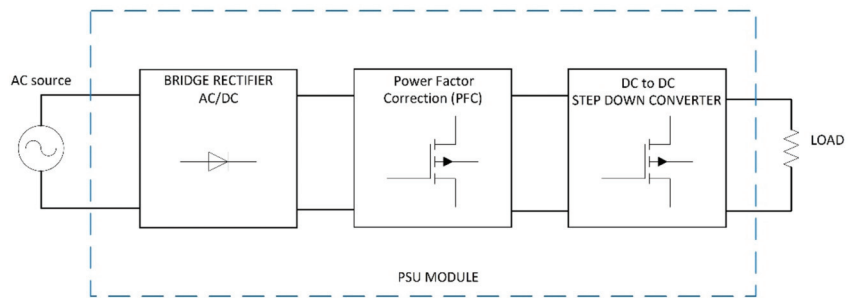 AC source
BRIDGE RECTIFIER
AC/DC
Power Factor
Correction (PFC)
DC to DC
STEP DOWN CONVERTER
LOAD
PSU MODULE